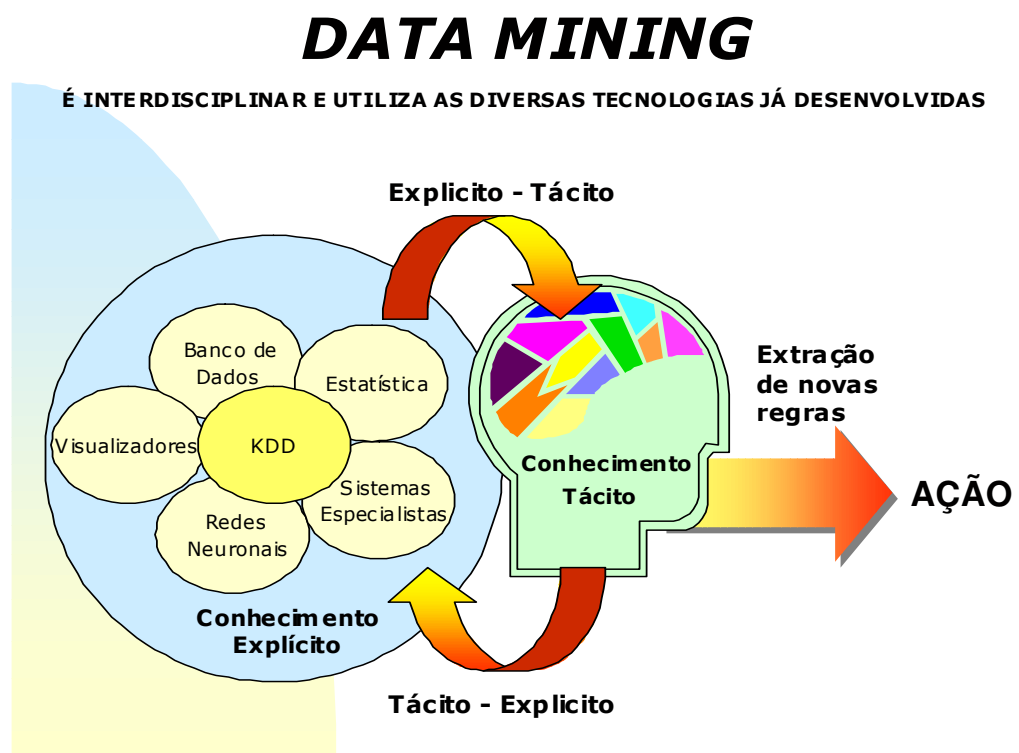 DATA MINING
É INTERDISCIPLINAR E UTILIZA AS DIVERSAS TECNOLOGIAS JÁ DESENVOLVIDAS
Explicito - Tácito
Banco de
Dados
Estatística
Visualizadores
KDD
Sistemas
Especialistas
Redes
Neuronais
Conhecimento
Explícito
Conhecimento
Tácito
Extração
de novas
regras
AÇÃO
Tácito - Explicito